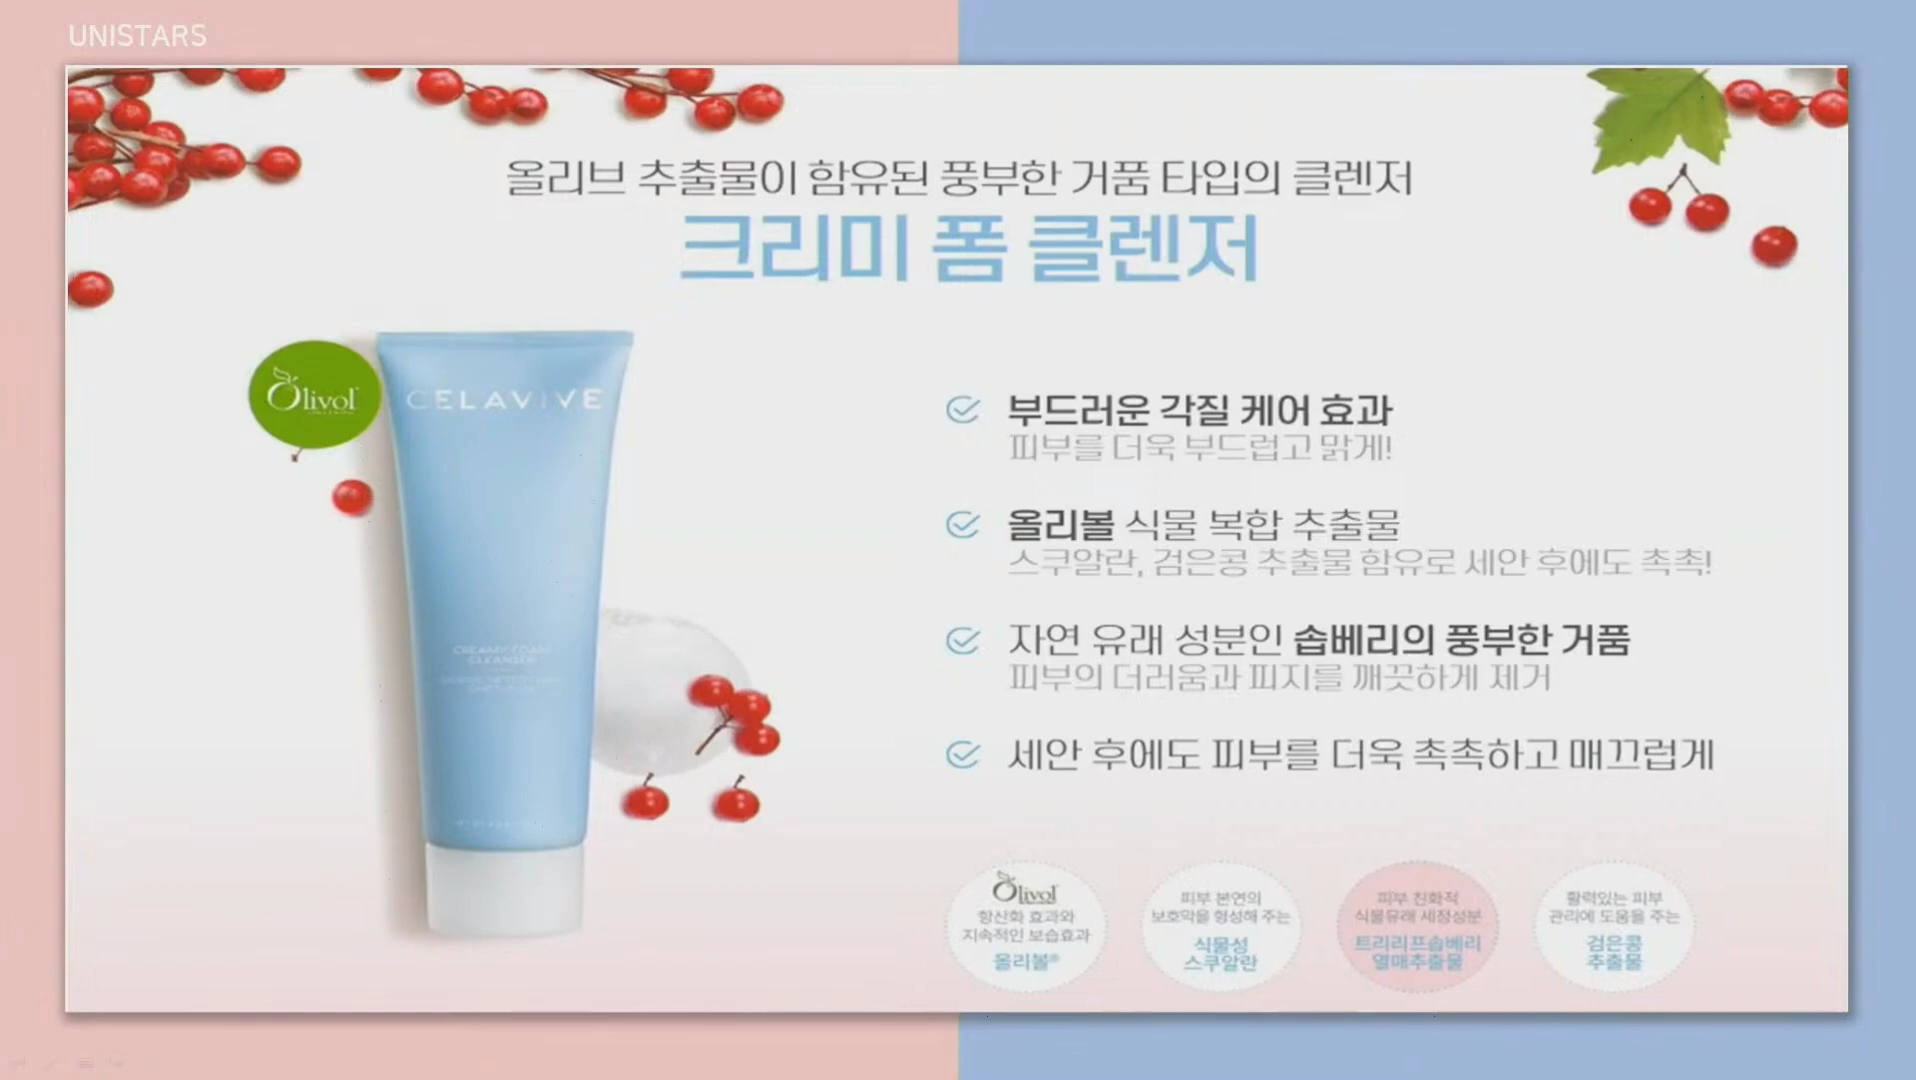 UNISTARS
올리브 추출물이 함유된 풍부한 거품 타입의 클렌저
크리미 폼 클렌저
Olivol
CELAVIVE
CREAMY FOAM
CLEANSER
부드러운 각질 케어 효과
피부를 더욱 부드럽고 맑게!
올리볼 식물 복합 추출물
스쿠알란, 검은콩 추출물 함유로 세안 후에도 촉촉!
자연 유래 성분인 솝베리의 풍부한 거품
피부의 더러움과 피지를 깨끗하게 제거
세안 후에도 피부를 더욱 촉촉하고 매끄럽게
Olivol
항산화 효과와
지속적인 보습효과
올리볼®
피부 본연의
보호막을 형성해 주는
식물성
스쿠알란
피부 친화적
식물유래 세정성분
트리리프솝베리
열매추출물
활력있는 피부
관리에 도움을 주는
검은콩
추출물